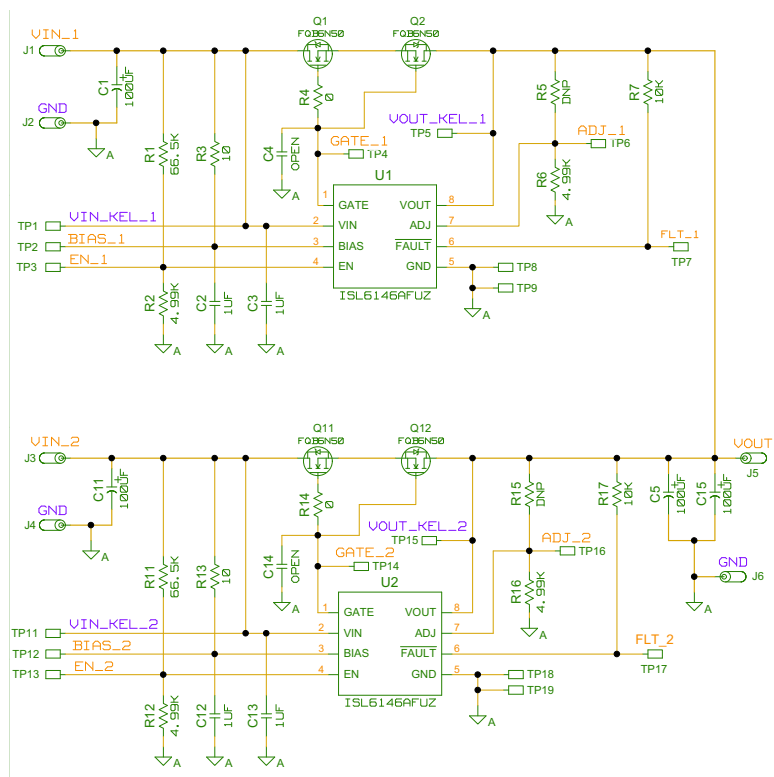 Q1 Q2
FQB6N50 FQB6N50
VIN_1
J1
C1 100UF
GND
J2
A
R1 66.5K
R3 10
R4 0
C4 OPEN
A
GATE_1
TP4
VOUT_KEL_1
TP5
R5 DNP
R7 10K
ADJ_1
TP6
R6 4.99K
A
U1
1 GATE VOUT 8
2 VIN ADJ 7
3 BIAS FAULT 6
4 EN GND 5
ISL6146AFUZ
TP1 VIN_KEL_1
TP2 BIAS_1
TP3 EN_1
FLT_1
TP7
TP8
TP9
A
R2 4.99K
C2 1UF
C3 1UF
A A A
Q11 Q12
FQB6N50 FQB6N50
VIN_2
J3
C11 100UF
GND
J4
A
R11 66.5K
R13 10
R14 0
C14 OPEN
A
GATE_2
TP14
VOUT_KEL_2
TP15
R15 DNP
R17 10K
C5 100UF
C15 100UF
VOUT
J5
ADJ_2
TP16
R16 4.99K
A
GND
J6
A
U2
1 GATE VOUT 8
2 VIN ADJ 7
3 BIAS FAULT 6
4 EN GND 5
ISL6146AFUZ
TP11 VIN_KEL_2
TP12 BIAS_2
TP13 EN_2
FLT_2
TP17
TP18
TP19
A
R12 4.99K
C12 1UF
C13 1UF
A A A